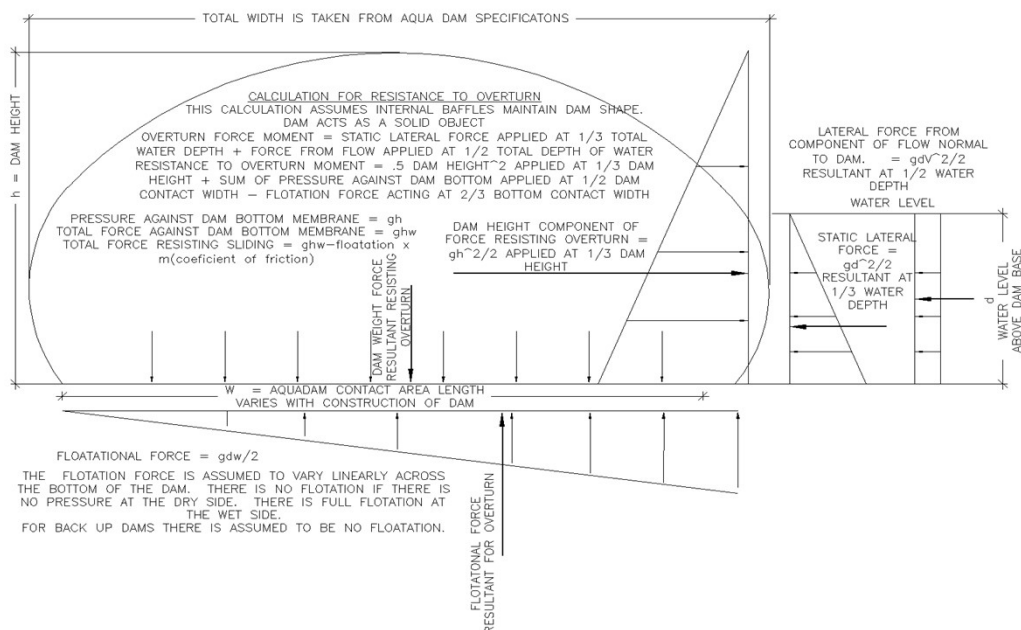 TOTAL WIDTH IS TAKEN FROM AQUA DAM SPECIFICATONS
h = DAM HEIGHT
CALCULATION FOR RESISTANCE TO OVERTURN
THIS CALCULATION ASSUMES INTERNAL BAFFLES MAINTAIN DAM SHAPE.
DAM ACTS AS A SOLID OBJECT
OVERTURN FORCE MOMENT = STATIC LATERAL FORCE APPLIED AT 1/3 TOTAL
WATER DEPTH + FORCE FROM FLOW APPLIED AT 1/2 TOTAL DEPTH OF WATER
RESISTANCE TO OVERTURN MOMENT = .5 DAM HEIGHT^2 APPLIED AT 1/3 DAM
HEIGHT + SUM OF PRESSURE AGAINST DAM BOTTOM APPLIED AT 1/2 DAM
CONTACT WIDTH - FLOTATION FORCE ACTING AT 2/3 BOTTOM CONTACT WIDTH
PRESSURE AGAINST DAM BOTTOM MEMBRANE = gh
TOTAL FORCE AGAINST DAM BOTTOM MEMBRANE = ghw
TOTAL FORCE RESISTING SLIDING = ghw-floatation x
m(coeficient of friction)
DAM HEIGHT COMPONENT OF
FORCE RESISTING OVERTURN =
gh^2/2 APPLIED AT 1/3 DAM
HEIGHT
LATERAL FORCE FROM
COMPONENT OF FLOW NORMAL
TO DAM. = gdV^2/2
RESULTANT AT 1/2 WATER
DEPTH
WATER LEVEL
STATIC LATERAL
FORCE =
gd^2/2
RESULTANT AT
1/3 WATER
DEPTH
d
WATER LEVEL
ABOVE DAM BASE
DAM WEIGHT FORCE
RESULTANT RESISTING
OVERTURN
W = AQUADAM CONTACT AREA LENGTH
VARIES WITH CONSTRUCTION OF DAM
FLOATATIONAL FORCE = gdw/2
THE FLOTATION FORCE IS ASSUMED TO VARY LINEARLY ACROSS
THE BOTTOM OF THE DAM. THERE IS NO FLOTATION IF THERE IS
NO PRESSURE AT THE DRY SIDE. THERE IS FULL FLOTATION AT
THE WET SIDE.
FOR BACK UP DAMS THERE IS ASSUMED TO BE NO FLOATATION.
FLOTATONAL FORCE
RESULTANT FOR OVERTURN